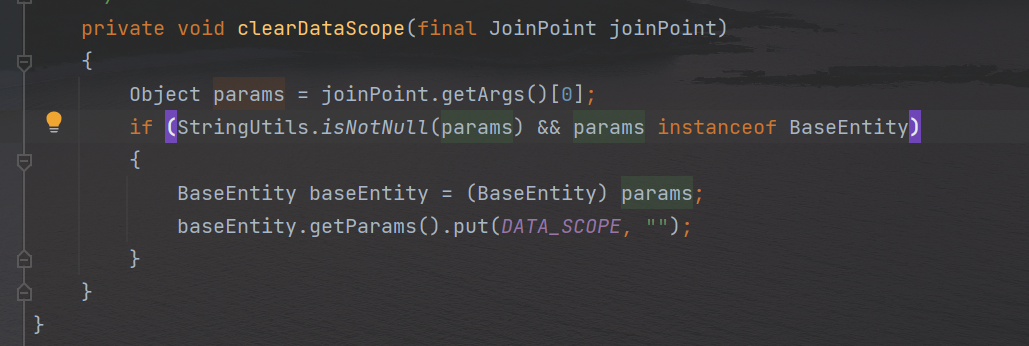 private void clearDataScope(final JoinPoint joinPoint)
{
Object params = joinPoint.getArgs()[0];
if (StringUtils.isNotNull(params) && params instanceof BaseEntity)
{
BaseEntity baseEntity = (BaseEntity) params;
baseEntity.getParams().put(DATA_SCOPE, "");
}
}
}